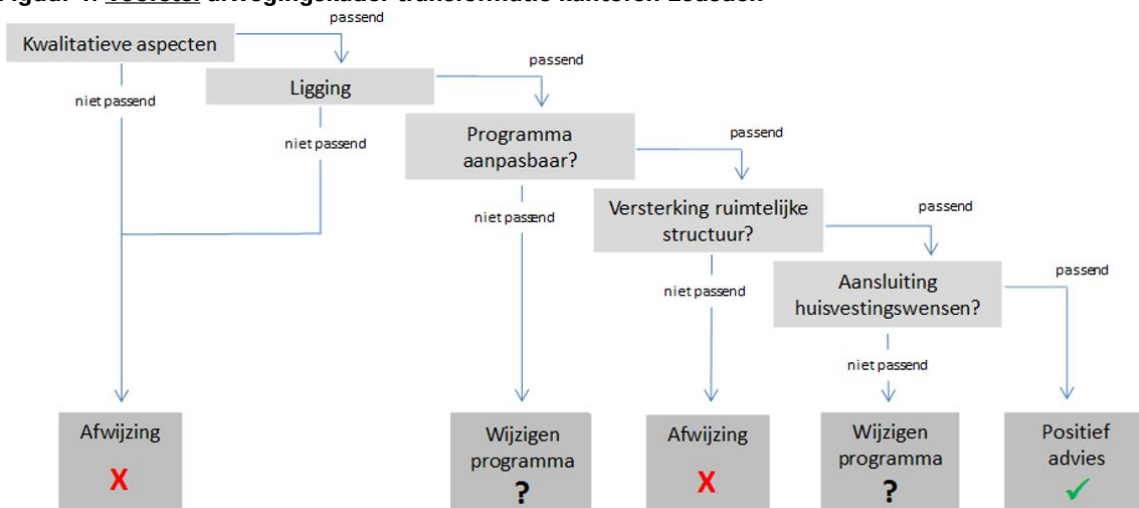 passend
Kwalitatieve aspecten
passend
Ligging
niet passend
passend
Programma
aanpasbaar?
niet passend
passend
Versterking ruimtelijke
structuur?
niet passend
passend
Aansluiting
huisvestingswensen?
niet passend
passend
niet passend
Afwijzing
X
Wijzigen
programma
?
Afwijzing
X
Wijzigen
programma
?
Positief
advies
✓